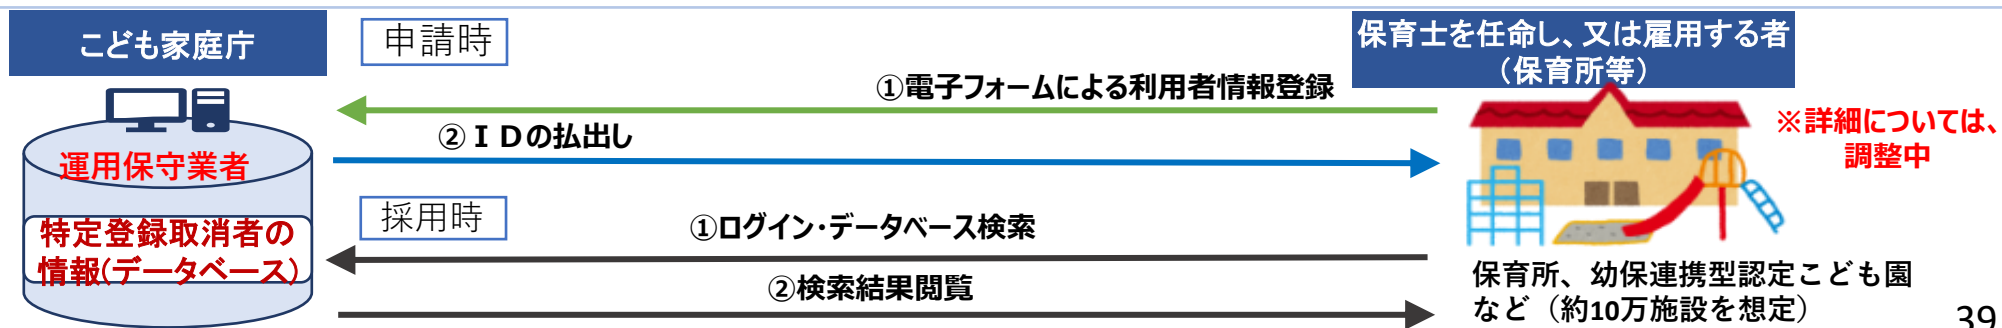 こども家庭庁
申請時
保育士を任命し、又は雇用する者
（保育所等）
①電子フォームによる利用者情報登録
②ＩＤの払出し
※詳細については、
調整中
運用保守業者
特定登録取消者の
情報(データベース)
採用時
①ログイン・データベース検索
②検索結果閲覧
保育所、幼保連携型認定こども園
など（約10万施設を想定）
39